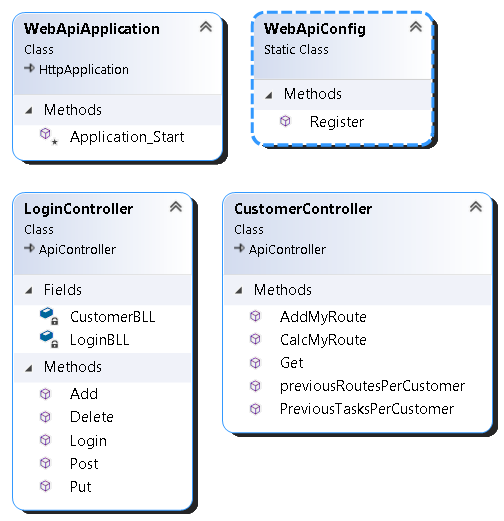 WebApiApplication
Class
HttpApplication
Methods
Application_Start
WebApiConfig
Static Class
Methods
Register
LoginController
Class
ApiController
Fields
CustomerBLL
LoginBLL
Methods
Add
Delete
Login
Post
Put
CustomerController
Class
ApiController
Methods
AddMyRoute
CalcMyRoute
Get
previousRoutesPerCustomer
PreviousTasksPerCustomer